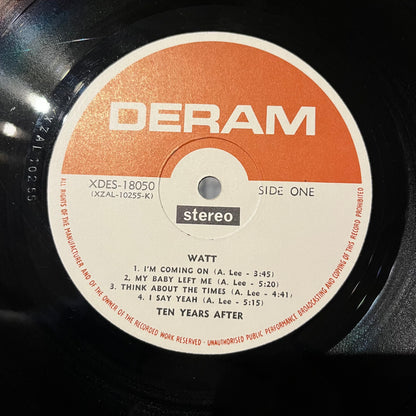 DERAM
XDES-18050
(XZAL-10255-K)
SIDE ONE
stereo
WATT
1. I'M COMING ON (A. Lee - 3:45)
2. MY BABY LEFT ME (A. Lee - 5:20)
3. THINK ABOUT THE TIMES (A. Lee - 4:41)
4. I SAY YEAH (A. Lee - 5:15)
TEN YEARS AFTER
ALL RIGHTS OF THE MANUFACTURER AND OF THE OWNER OF THE RECORDED WORK RESERVED · UNAUTHORISED PUBLIC PERFORMANCE BROADCASTING AND COPYING OF THIS RECORD PROHIBITED
XZAL 10255